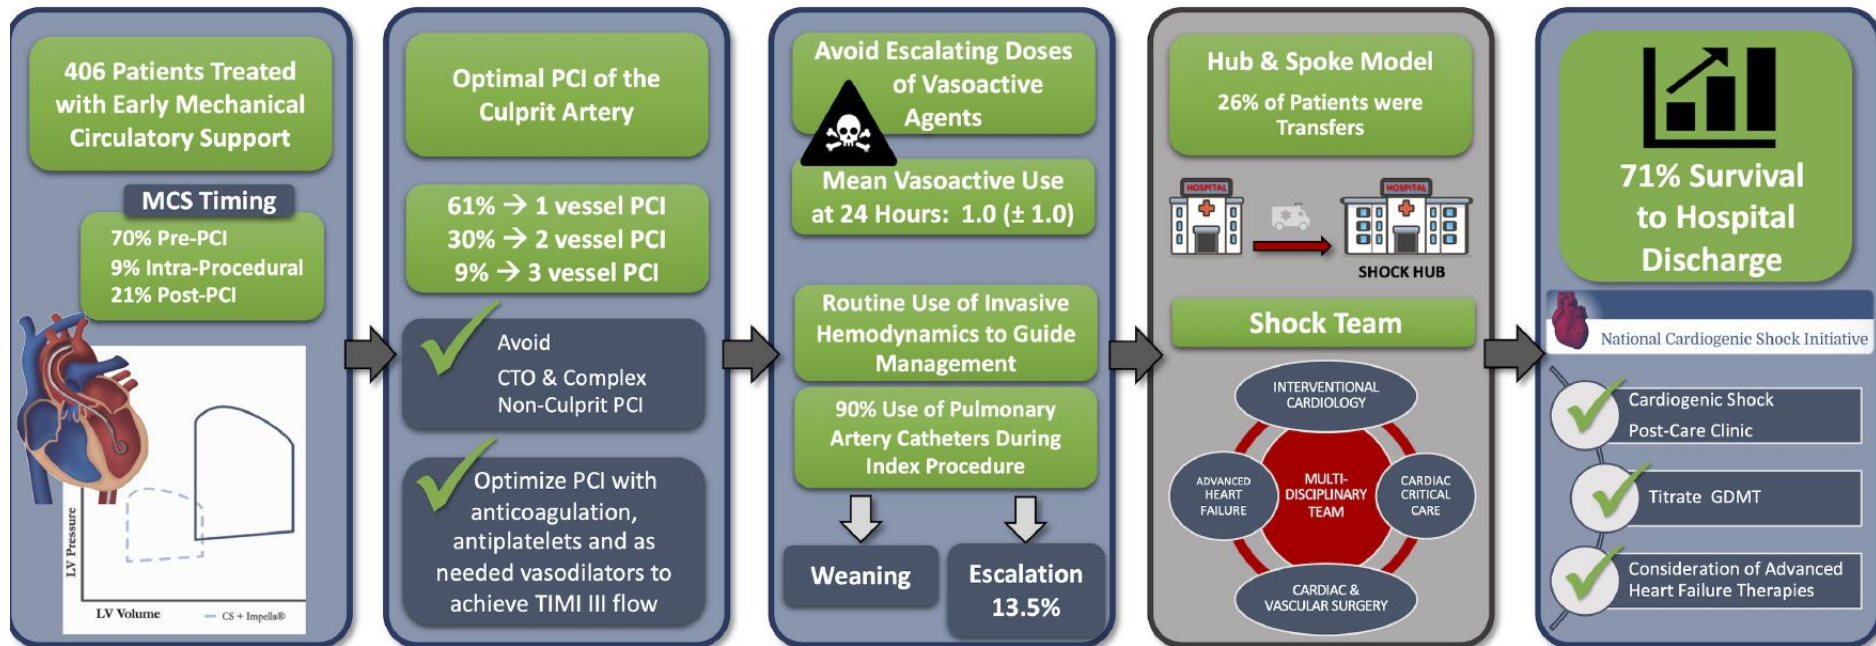 406 Patients Treated
with Early Mechanical
Circulatory Support
MCS Timing
70% Pre-PCI
9% Intra-Procedural
21% Post-PCI
LV Pressure
LV Volume
CS + Impella®
Optimal PCI of the
Culprit Artery
61% → 1 vessel PCI
30% → 2 vessel PCI
9% → 3 vessel PCI
Avoid
CTO & Complex
Non-Culprit PCI
Optimize PCI with
anticoagulation,
antiplatelets and as
needed vasodilators to
achieve TIMI III flow
Avoid Escalating Doses
of Vasoactive
Agents
Mean Vasoactive Use
at 24 Hours: 1.0 (± 1.0)
Routine Use of Invasive
Hemodynamics to Guide
Management
90% Use of Pulmonary
Artery Catheters During
Index Procedure
Weaning
Escalation
13.5%
Hub & Spoke Model
26% of Patients were
Transfers
HOSPITAL
HOSPITAL
SHOCK HUB
Shock Team
INTERVENTIONAL
CARDIOLOGY
ADVANCED
HEART
FAILURE
MULTI-
DISCIPLINARY
TEAM
CARDIAC
CRITICAL
CARE
CARDIAC &
VASCULAR SURGERY
71% Survival
to Hospital
Discharge
National Cardiogenic Shock Initiative
Cardiogenic Shock
Post-Care Clinic
Titrate GDMT
Consideration of Advanced
Heart Failure Therapies